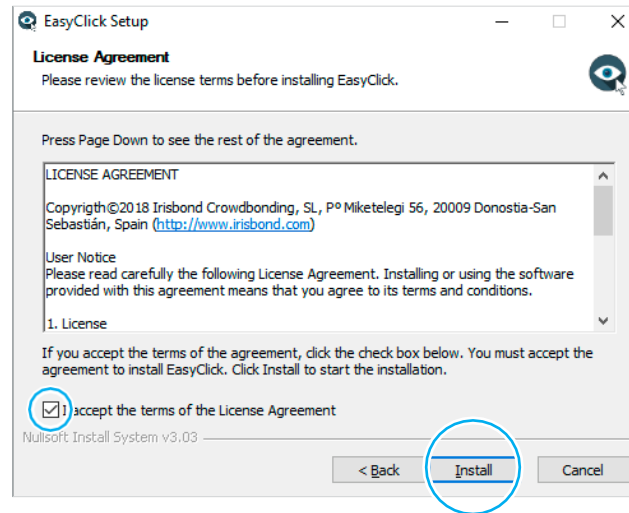 EasyClick Setup
License Agreement
Please review the license terms before installing EasyClick.
Press Page Down to see the rest of the agreement.
LICENSE AGREEMENT
Copyrigth©2018 Irisbond Crowdbonding, SL, Pº Miketelegi 56, 20009 Donostia-San
Sebastián, Spain (http://www.irisbond.com)
User Notice
Please read carefully the following License Agreement. Installing or using the software
provided with this agreement means that you agree to its terms and conditions.
1. License
If you accept the terms of the agreement, click the check box below. You must accept the
agreement to install EasyClick. Click Install to start the installation.
I accept the terms of the License Agreement
Nullsoft Install System v3.03
< Back Install Cancel